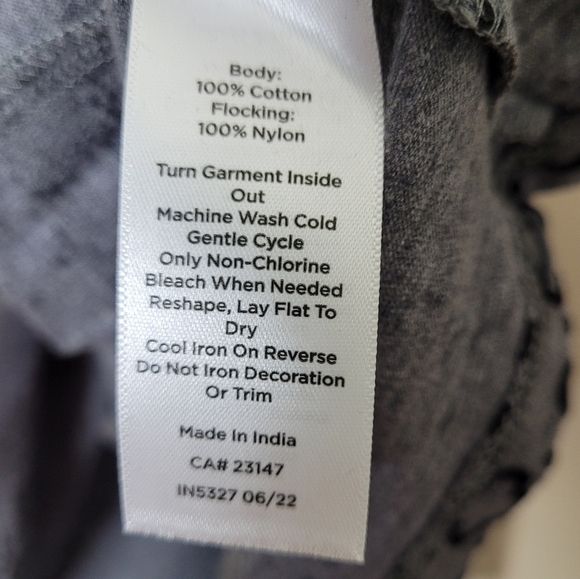 Body:
100% Cotton
Flocking:
100% Nylon
Turn Garment Inside
Out
Machine Wash Cold
Gentle Cycle
Only Non-Chlorine
Bleach When Needed
Reshape, Lay Flat To
Dry
Cool Iron On Reverse
Do Not Iron Decoration
Or Trim
Made In India
CA# 23147
IN5327 06/22